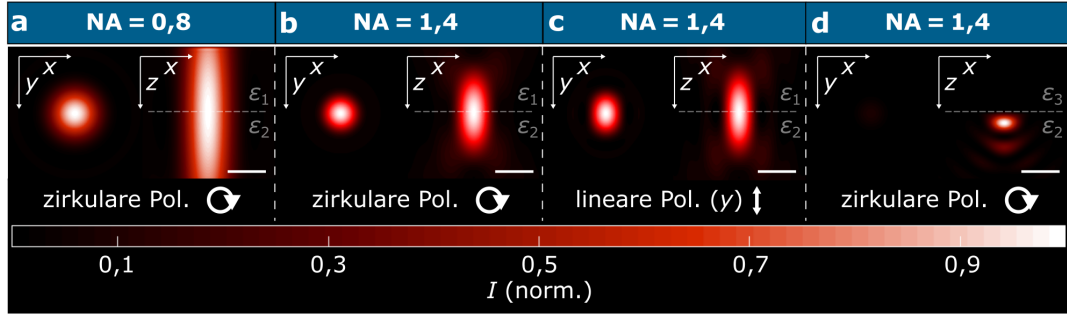 a NA = 0,8
b NA = 1,4
c NA = 1,4
d NA = 1,4
x y x z ε1 ε2
x y x z ε1 ε2
x y x z ε1 ε2
x y x z ε3 ε2
zirkulare Pol.
zirkulare Pol.
lineare Pol. (y)
zirkulare Pol.
0,1 0,3 0,5 0,7 0,9
I (norm.)